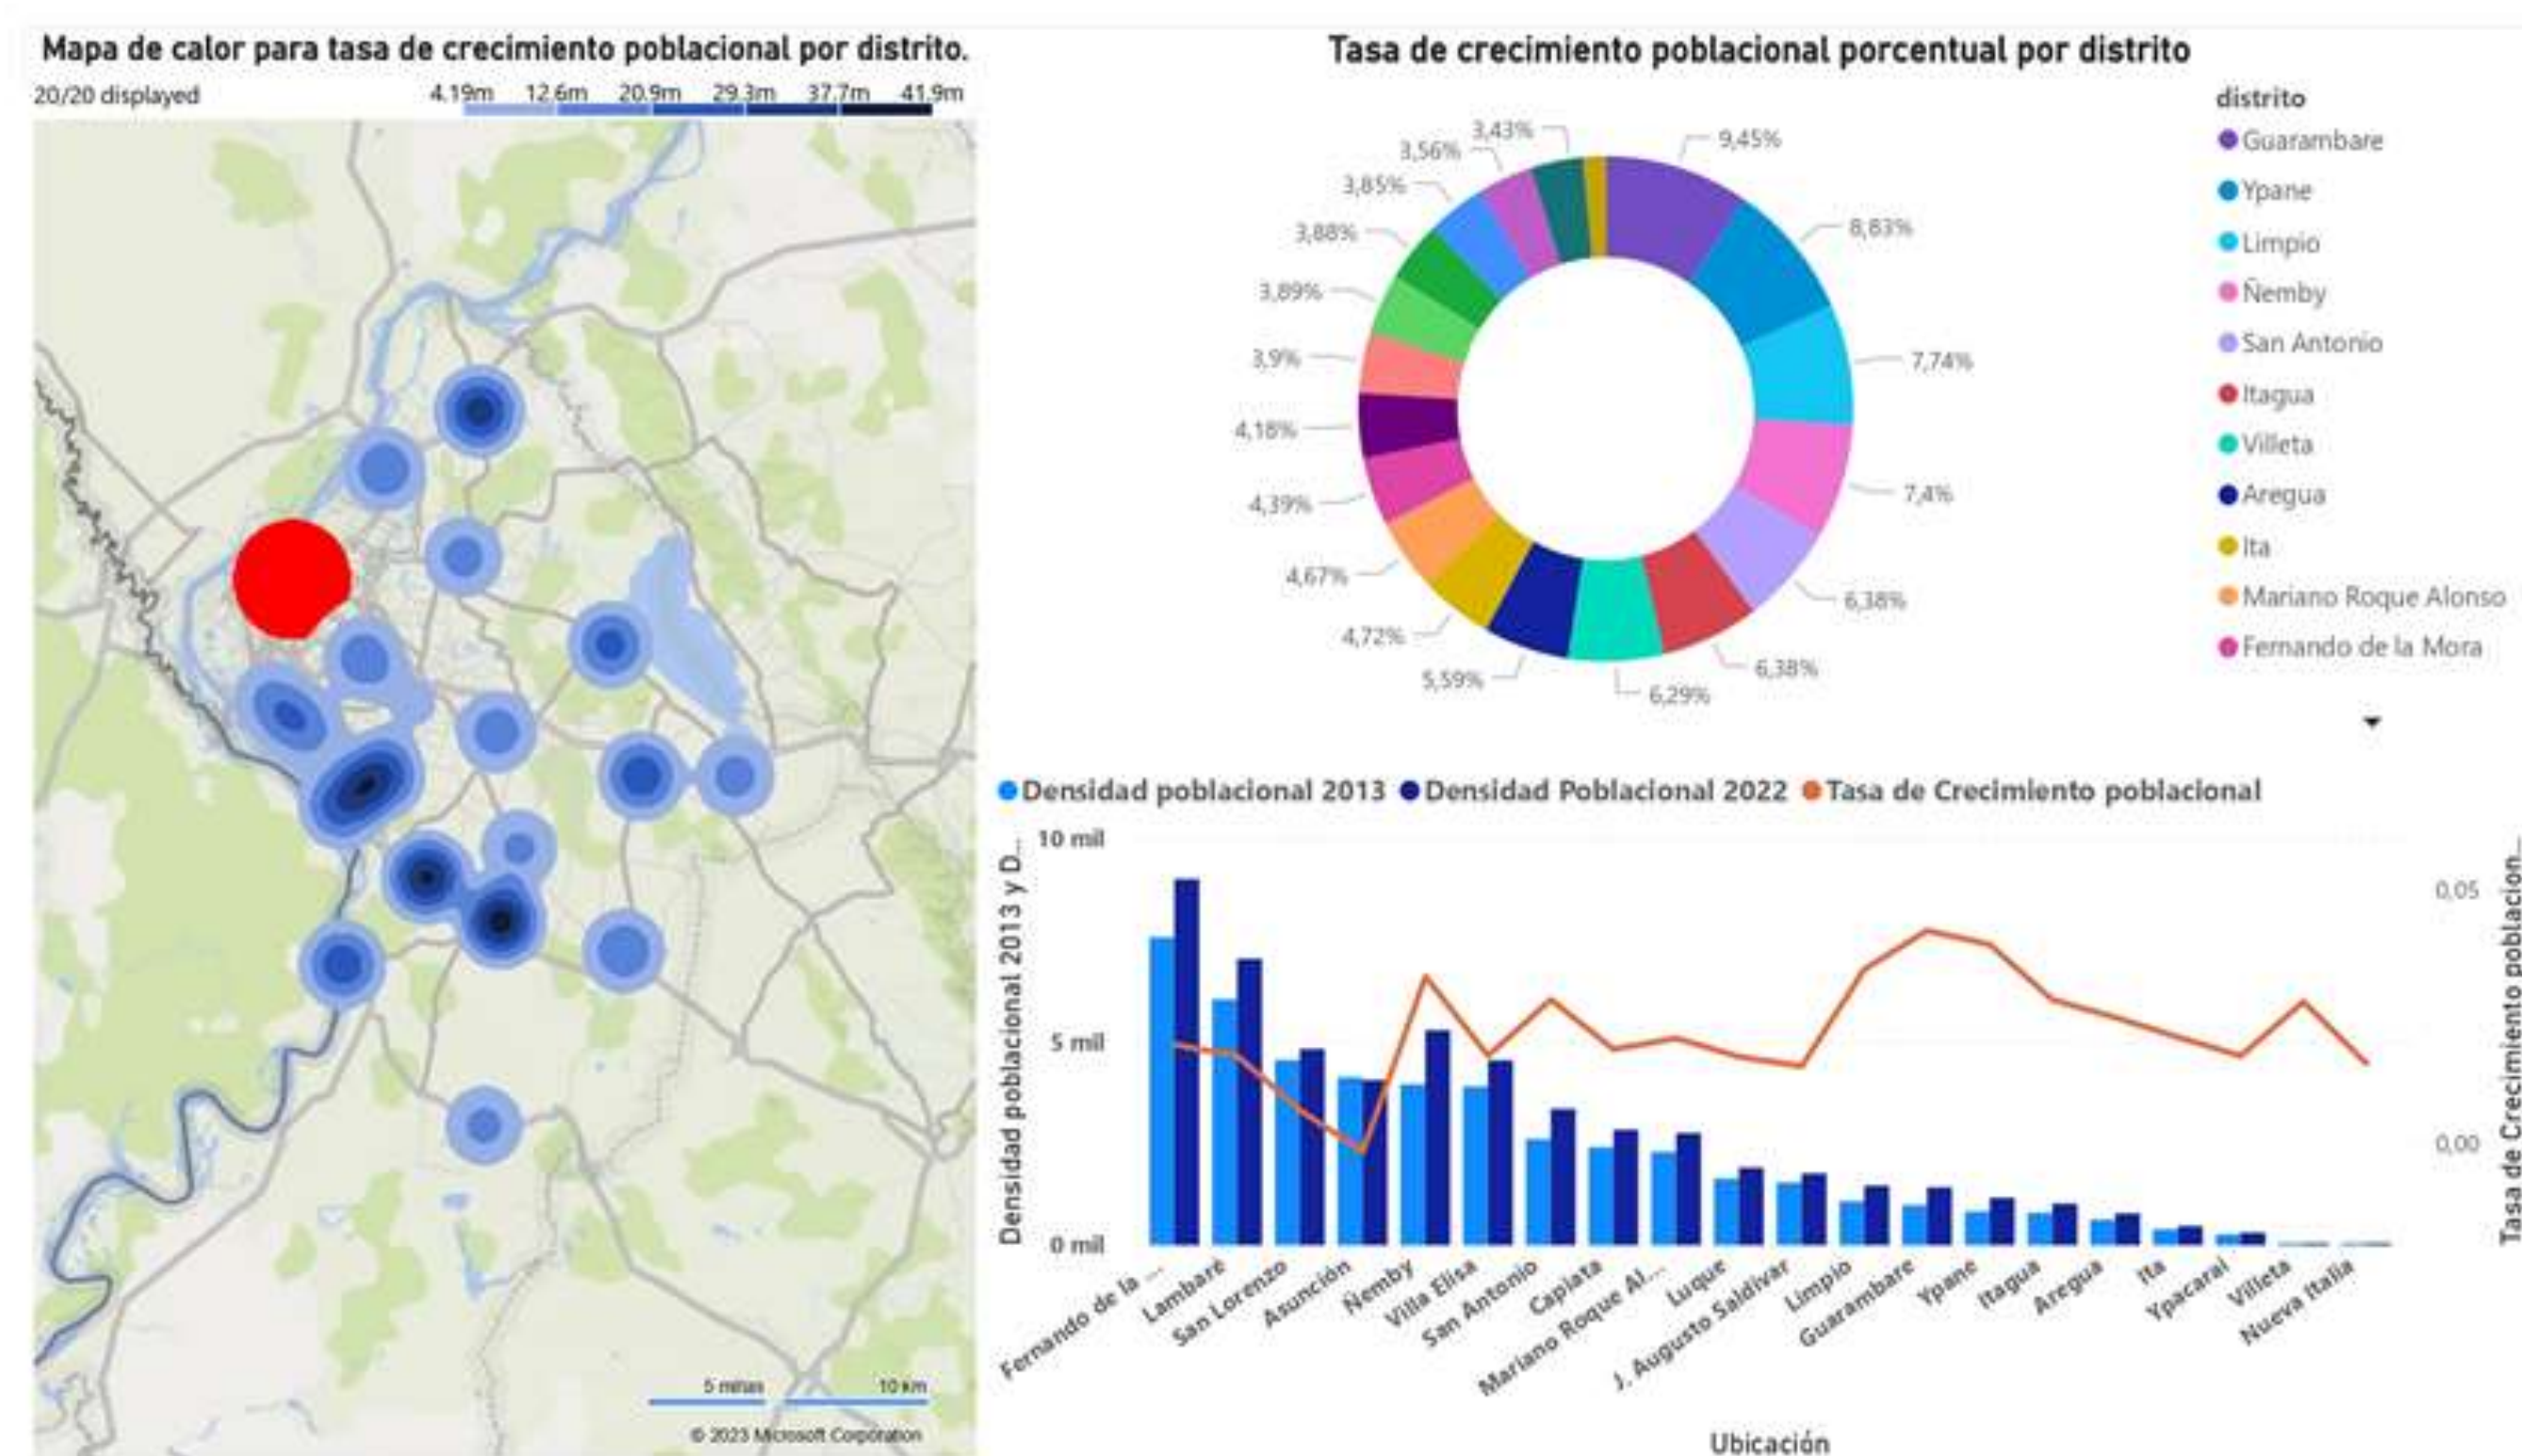 Mapa de calor para tasa de crecimiento poblacional por distrito.
20/20 displayed
4.19m 12.6m 20.9m 29.3m 37.7m 41.9m
5 millas 10 km
© 2023 Microsoft Corporation
Tasa de crecimiento poblacional porcentual por distrito
9,45%
8,83%
7,74%
7,4%
6,38%
6,38%
6,29%
5,59%
4,72%
4,67%
4,39%
4,18%
3,9%
3,89%
3,88%
3,85%
3,56%
3,43%
distrito
Guarambare
Ypane
Limpio
Ñemby
San Antonio
Itagua
Villeta
Aregua
Ita
Mariano Roque Alonso
Fernando de la Mora
Densidad poblacional 2013 Densidad Poblacional 2022 Tasa de Crecimiento poblacional
Densidad poblacional 2013 y D...
10 mil
5 mil
0 mil
0,05
0,00
Tasa de Crecimiento poblacion...
Fernando de la ...
Lambaré
San Lorenzo
Asunción
Ñemby
Villa Elisa
San Antonio
Capiata
Mariano Roque Al...
Luque
J. Augusto Saldivar
Limpio
Guarambare
Ypane
Itagua
Aregua
Ita
Ypacarai
Villeta
Nueva Italia
Ubicación